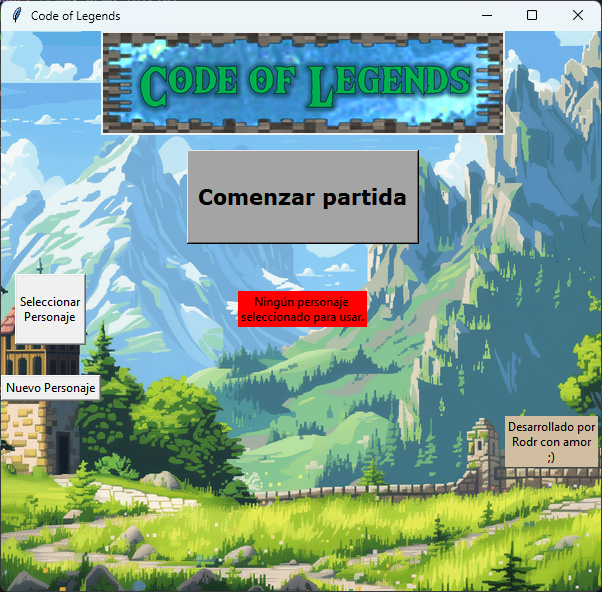 Code of Legends
Code of Legends
Comenzar partida
Seleccionar
Personaje
Ningún personaje
seleccionado para usar.
Nuevo Personaje
Desarrollado por
Rodr con amor
;)